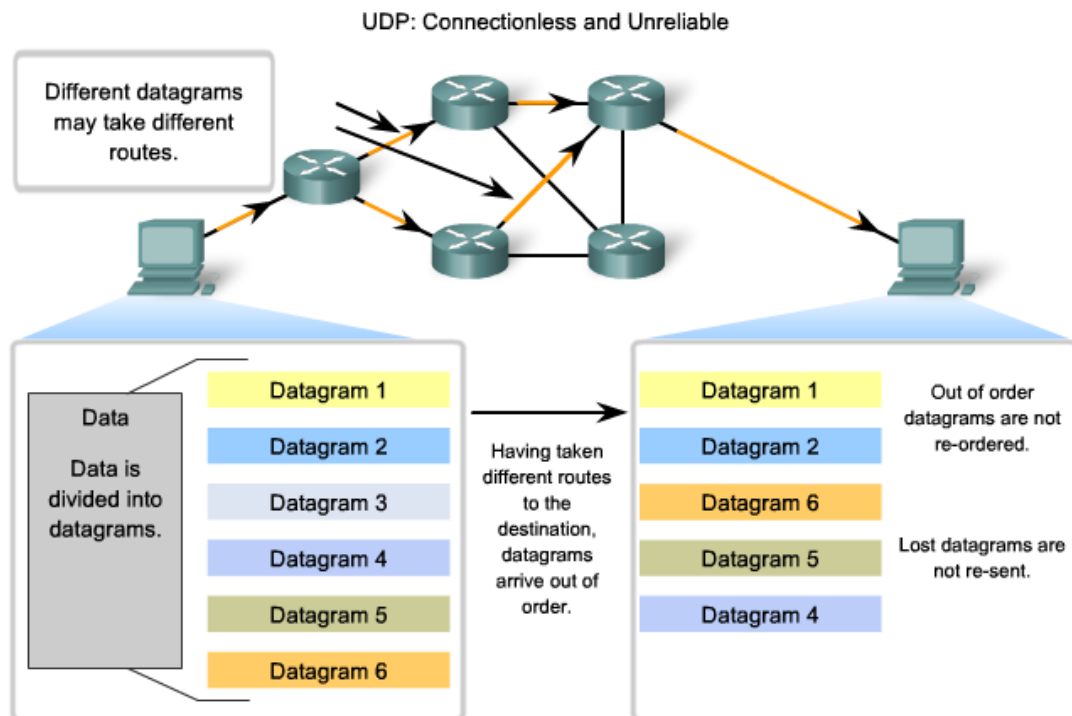 UDP: Connectionless and Unreliable
Different datagrams
may take different
routes.
Data
Data is
divided into
datagrams.
Datagram 1
Datagram 2
Datagram 3
Datagram 4
Datagram 5
Datagram 6
Having taken
different routes
to the
destination,
datagrams
arrive out of
order.
Datagram 1
Datagram 2
Datagram 6
Datagram 5
Datagram 4
Out of order
datagrams are not
re-ordered.
Lost datagrams are
not re-sent.